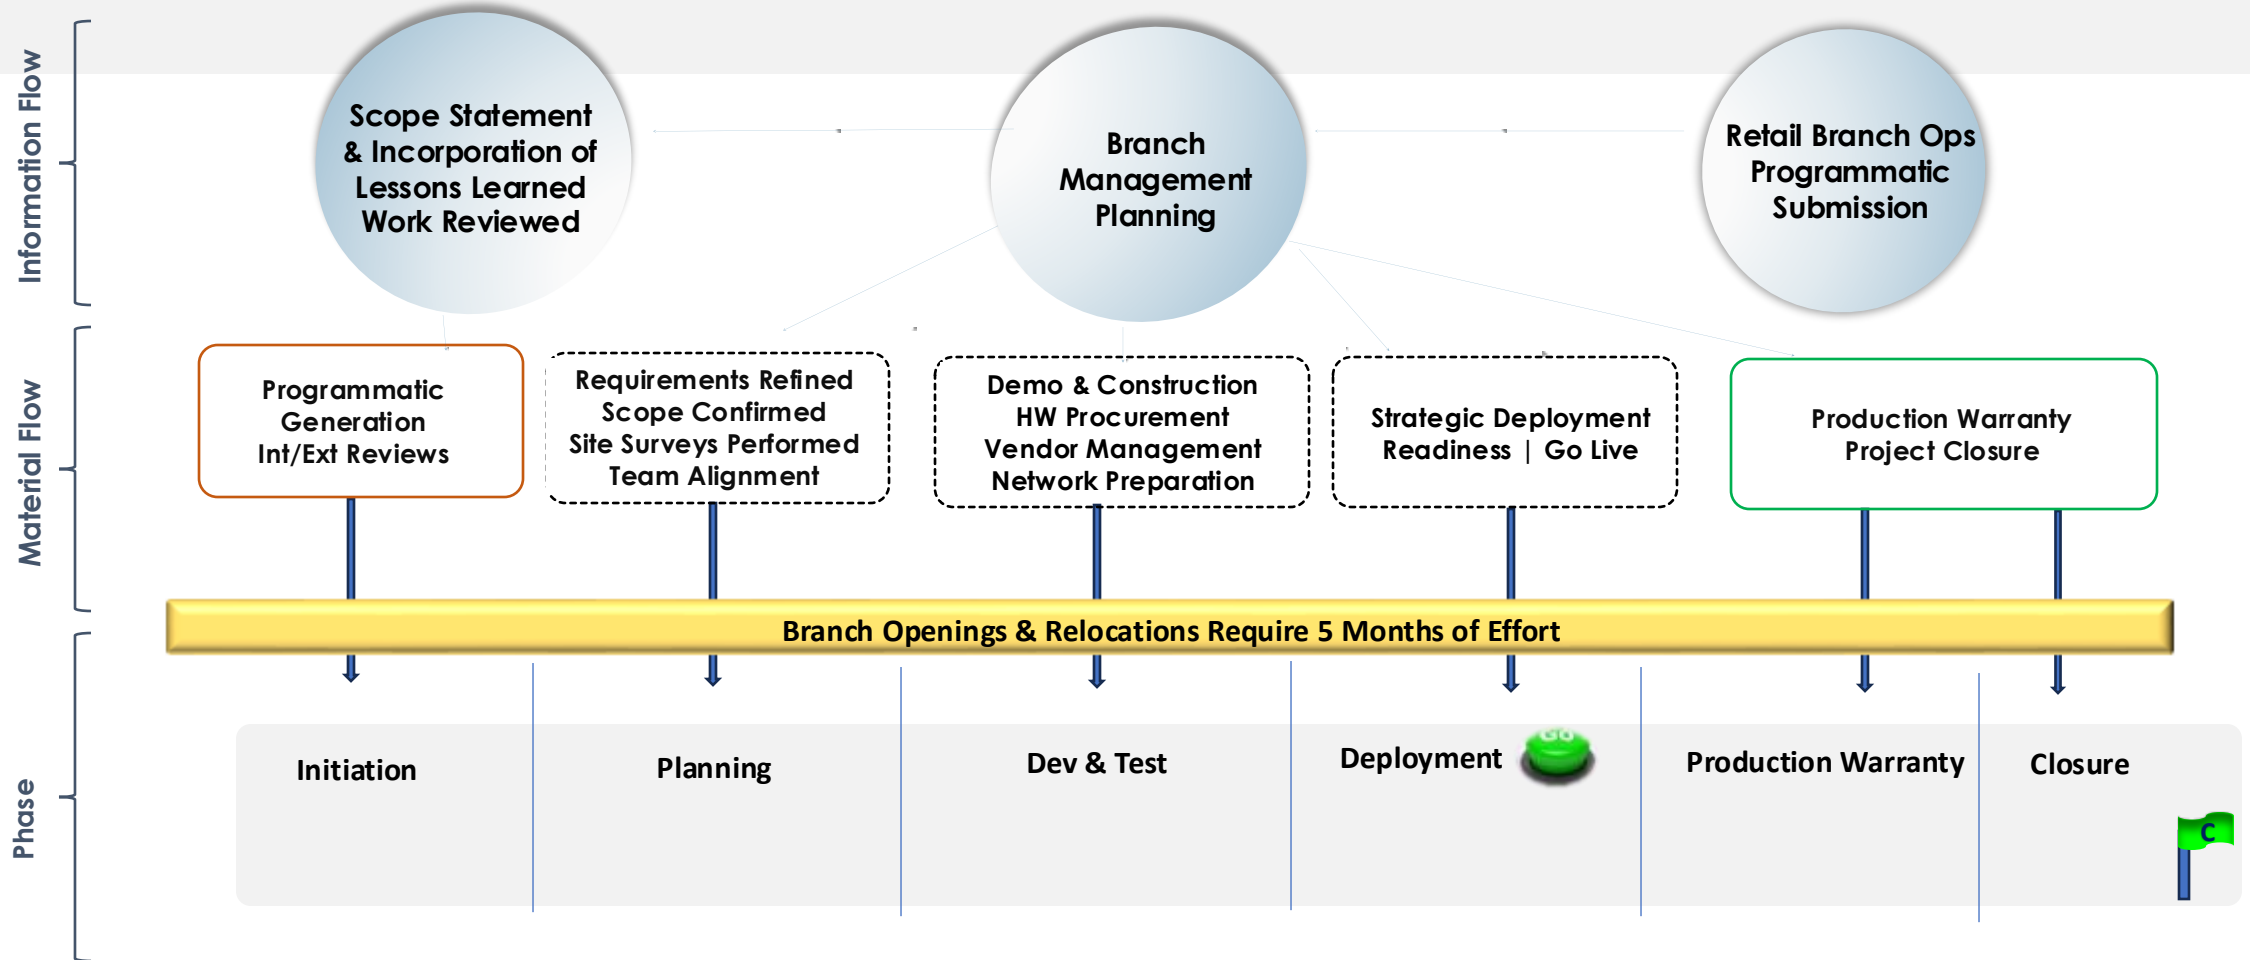 Information Flow
Scope Statement
& Incorporation of
Lessons Learned
Work Reviewed
Branch
Management
Planning
Retail Branch Ops
Programmatic
Submission
Material Flow
Programmatic
Generation
Int/Ext Reviews
Requirements Refined
Scope Confirmed
Site Surveys Performed
Team Alignment
Demo & Construction
HW Procurement
Vendor Management
Network Preparation
Strategic Deployment
Readiness | Go Live
Production Warranty
Project Closure
Branch Openings & Relocations Require 5 Months of Effort
Phase
Initiation
Planning
Dev & Test
Deployment
Go
Production Warranty
Closure
C